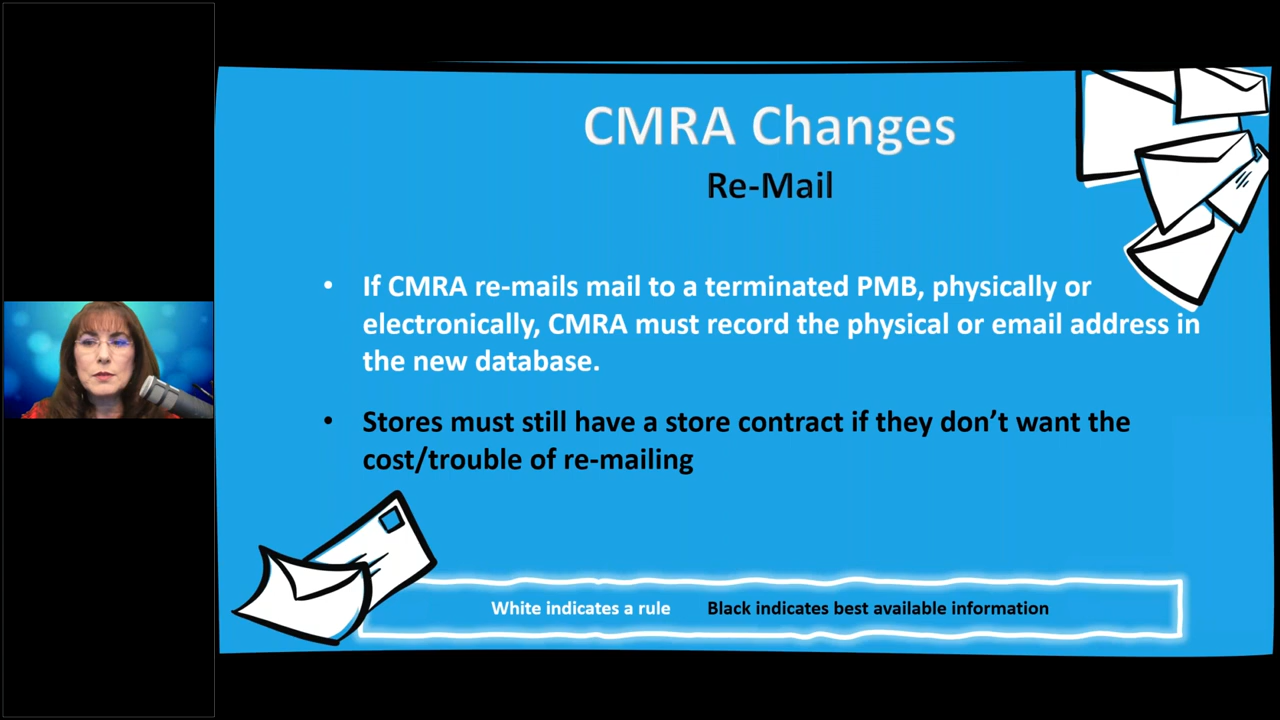 CMRA Changes
Re-Mail
• If CMRA re-mails mail to a terminated PMB, physically or
electronically, CMRA must record the physical or email address in
the new database.
• Stores must still have a store contract if they don’t want the
cost/trouble of re-mailing
White indicates a rule Black indicates best available information